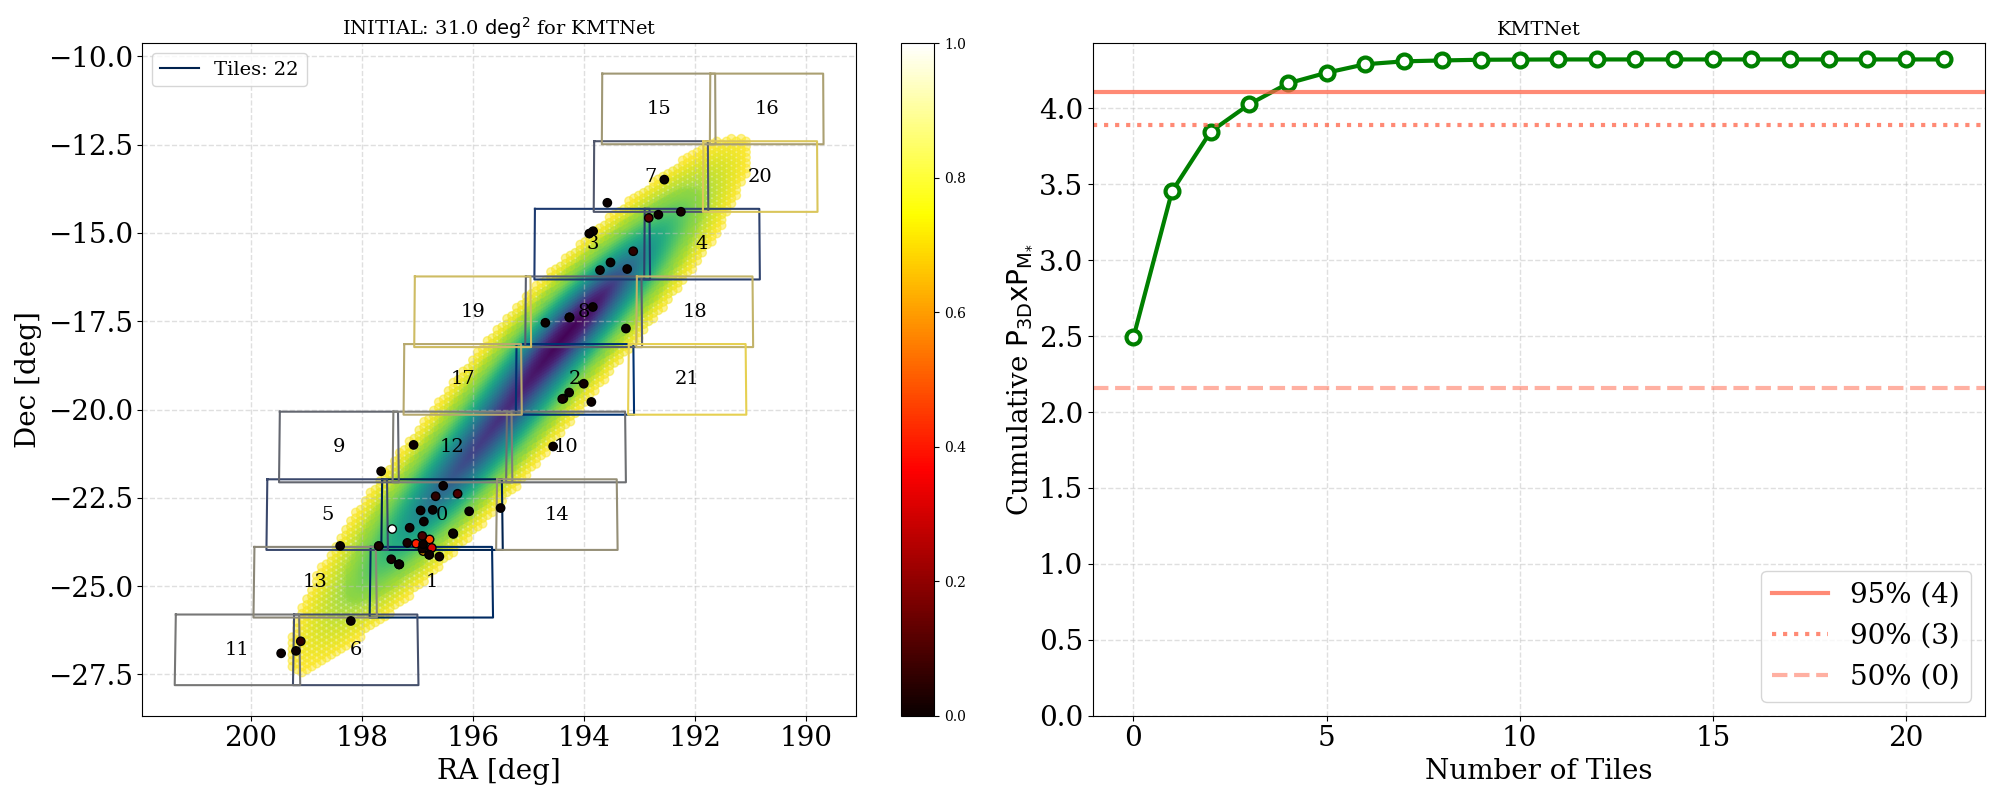 INITIAL: 31.0 deg² for KMTNet
Tiles: 22
−10.0
−12.5
−15.0
−17.5
−20.0
−22.5
−25.0
−27.5
Dec [deg]
15 16
7 20
3 4
19 8 18
17 2 21
9 12 10
5 0 14
13 1
11 6
200 198 196 194 192 190
RA [deg]
1.0
0.8
0.6
0.4
0.2
0.0
KMTNet
4.0
3.5
3.0
2.5
2.0
1.5
1.0
0.5
0.0
Cumulative P3DxPM*
95% (4)
90% (3)
50% (0)
0 5 10 15 20
Number of Tiles